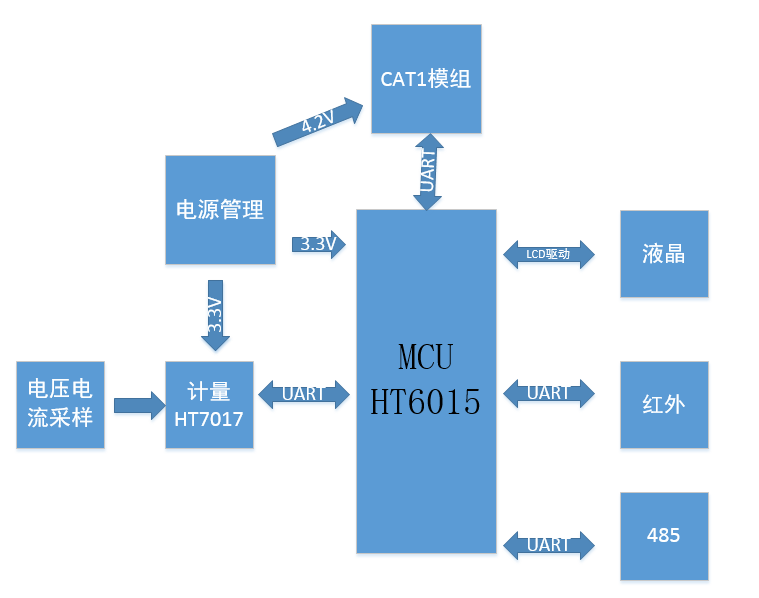 CAT1模组
4.2V
UART
电源管理
3.3V
LCD驱动
液晶
3.3V
MCU
HT6015
电压电
流采样
计量
HT7017
UART
UART
红外
UART
485